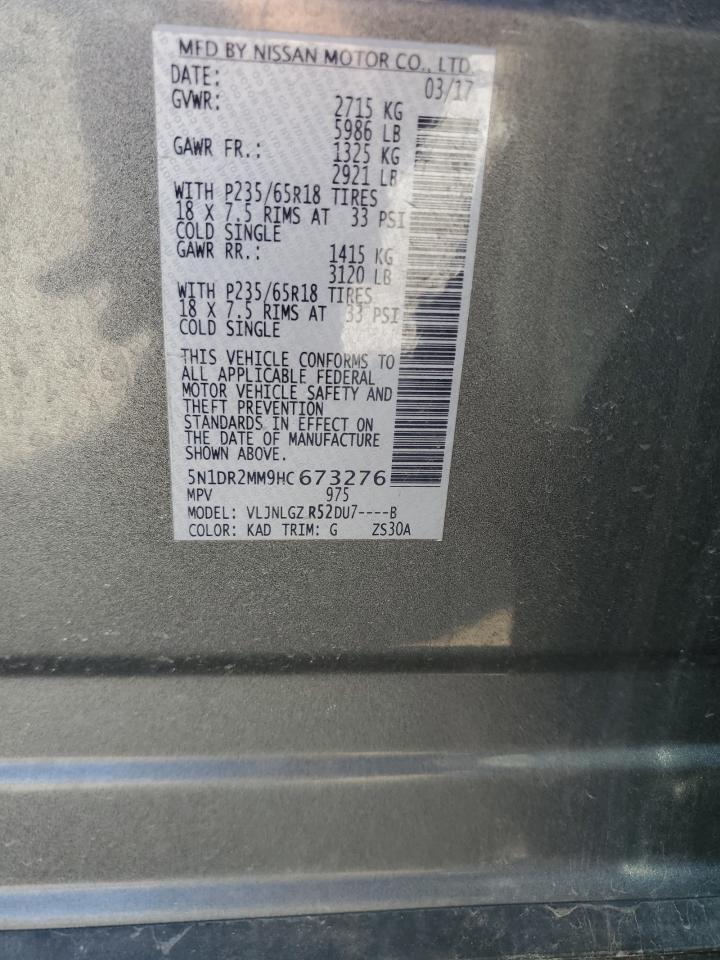 MFD BY NISSAN MOTOR CO., LTD.
DATE: 03/17
GVWR: 2715 KG
5986 LB
GAWR FR.: 1325 KG
2921 LB
WITH P235/65R18 TIRES
18 X 7.5 RIMS AT 33 PSI
COLD SINGLE
GAWR RR.: 1415 KG
3120 LB
WITH P235/65R18 TIRES
18 X 7.5 RIMS AT 33 PSI
COLD SINGLE
THIS VEHICLE CONFORMS TO
ALL APPLICABLE FEDERAL
MOTOR VEHICLE SAFETY AND
THEFT PREVENTION
STANDARDS IN EFFECT ON
THE DATE OF MANUFACTURE
SHOWN ABOVE.
5N1DR2MM9HC673276
MPV 975
MODEL: VLJNLGZ R52DU7----B
COLOR: KAD TRIM: G ZS30A